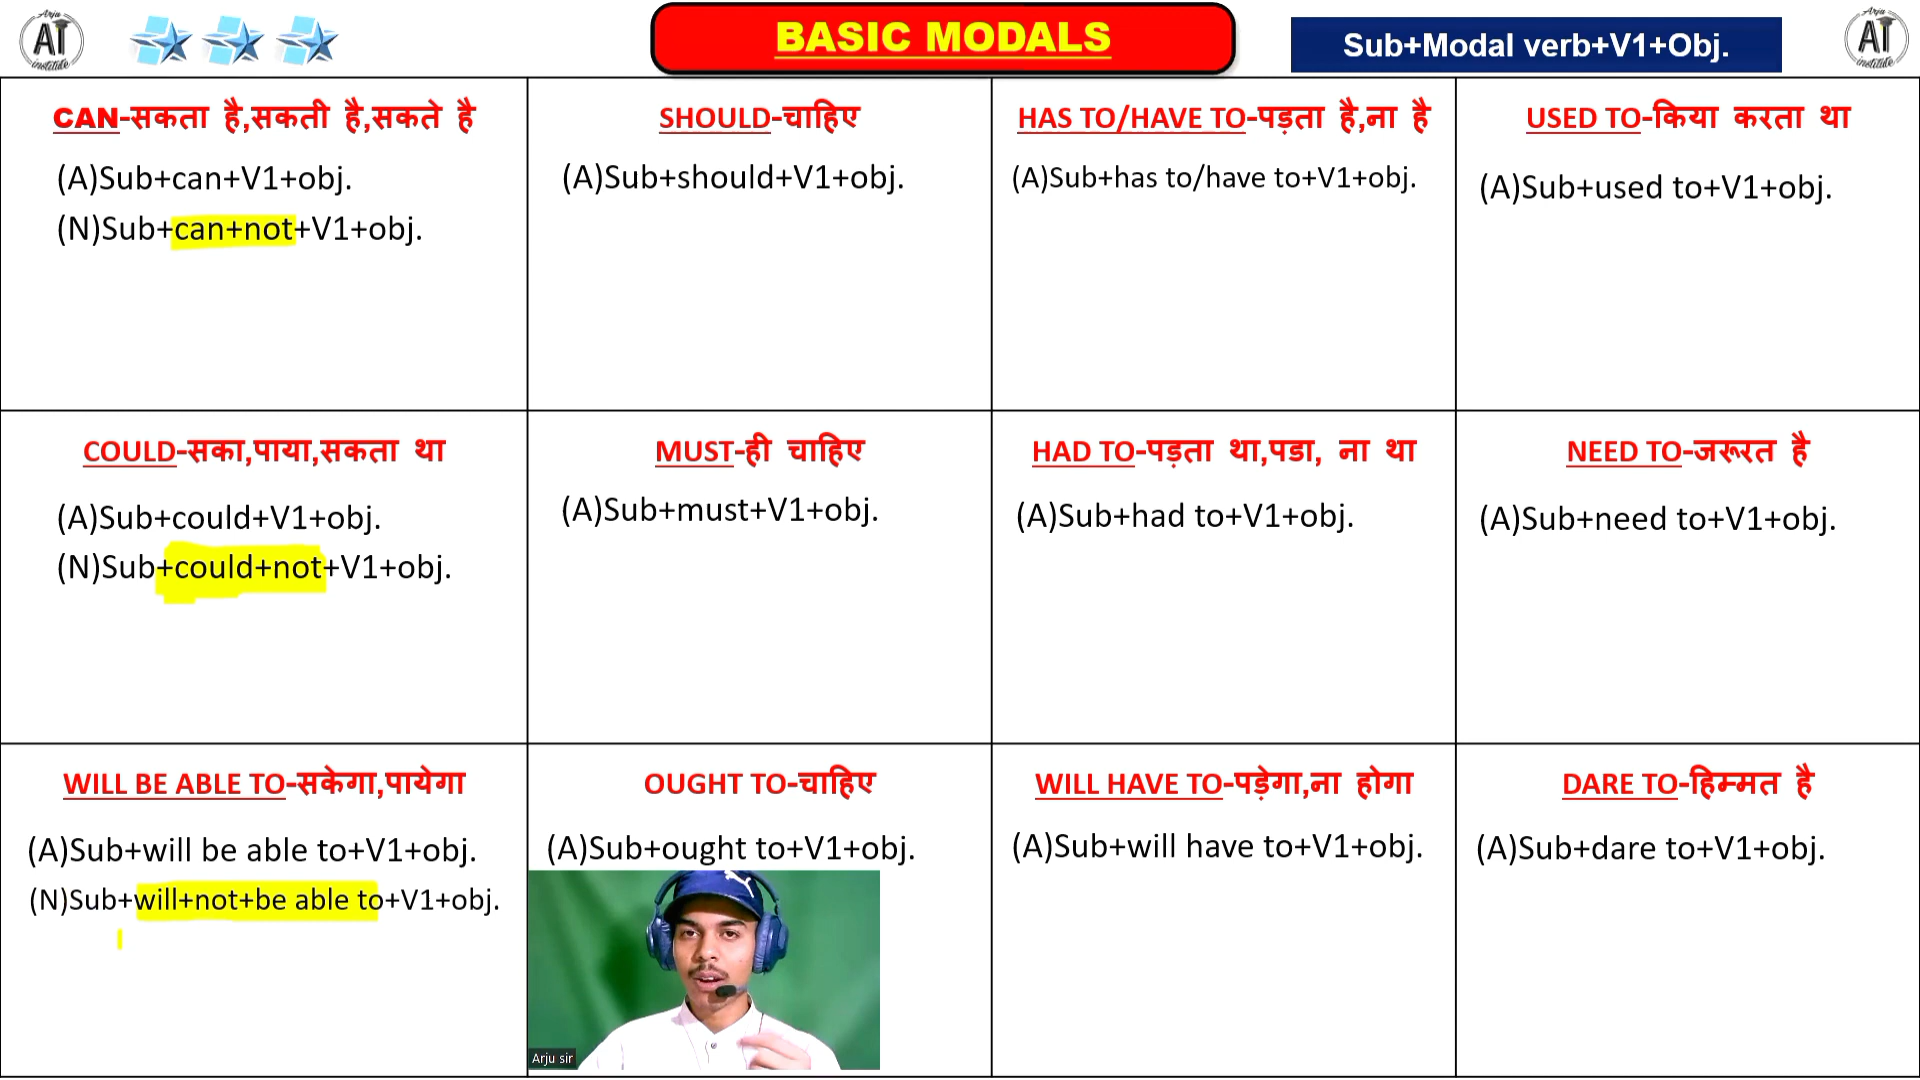 Arju
AT
institute
BASIC MODALS
Sub+Modal verb+V1+Obj.
Arju
AT
institute
CAN-सकता है,सकती है,सकते है
(A)Sub+can+V1+obj.
(N)Sub+can+not+V1+obj.
SHOULD-चाहिए
(A)Sub+should+V1+obj.
HAS TO/HAVE TO-पड़ता है,ना है
(A)Sub+has to/have to+V1+obj.
USED TO-किया करता था
(A)Sub+used to+V1+obj.
COULD-सका,पाया,सकता था
(A)Sub+could+V1+obj.
(N)Sub+could+not+V1+obj.
MUST-ही चाहिए
(A)Sub+must+V1+obj.
HAD TO-पड़ता था,पडा, ना था
(A)Sub+had to+V1+obj.
NEED TO-जरूरत है
(A)Sub+need to+V1+obj.
WILL BE ABLE TO-सकेगा,पायेगा
(A)Sub+will be able to+V1+obj.
(N)Sub+will+not+be able to+V1+obj.
OUGHT TO-चाहिए
(A)Sub+ought to+V1+obj.
Arju sir
WILL HAVE TO-पड़ेगा,ना होगा
(A)Sub+will have to+V1+obj.
DARE TO-हिम्मत है
(A)Sub+dare to+V1+obj.